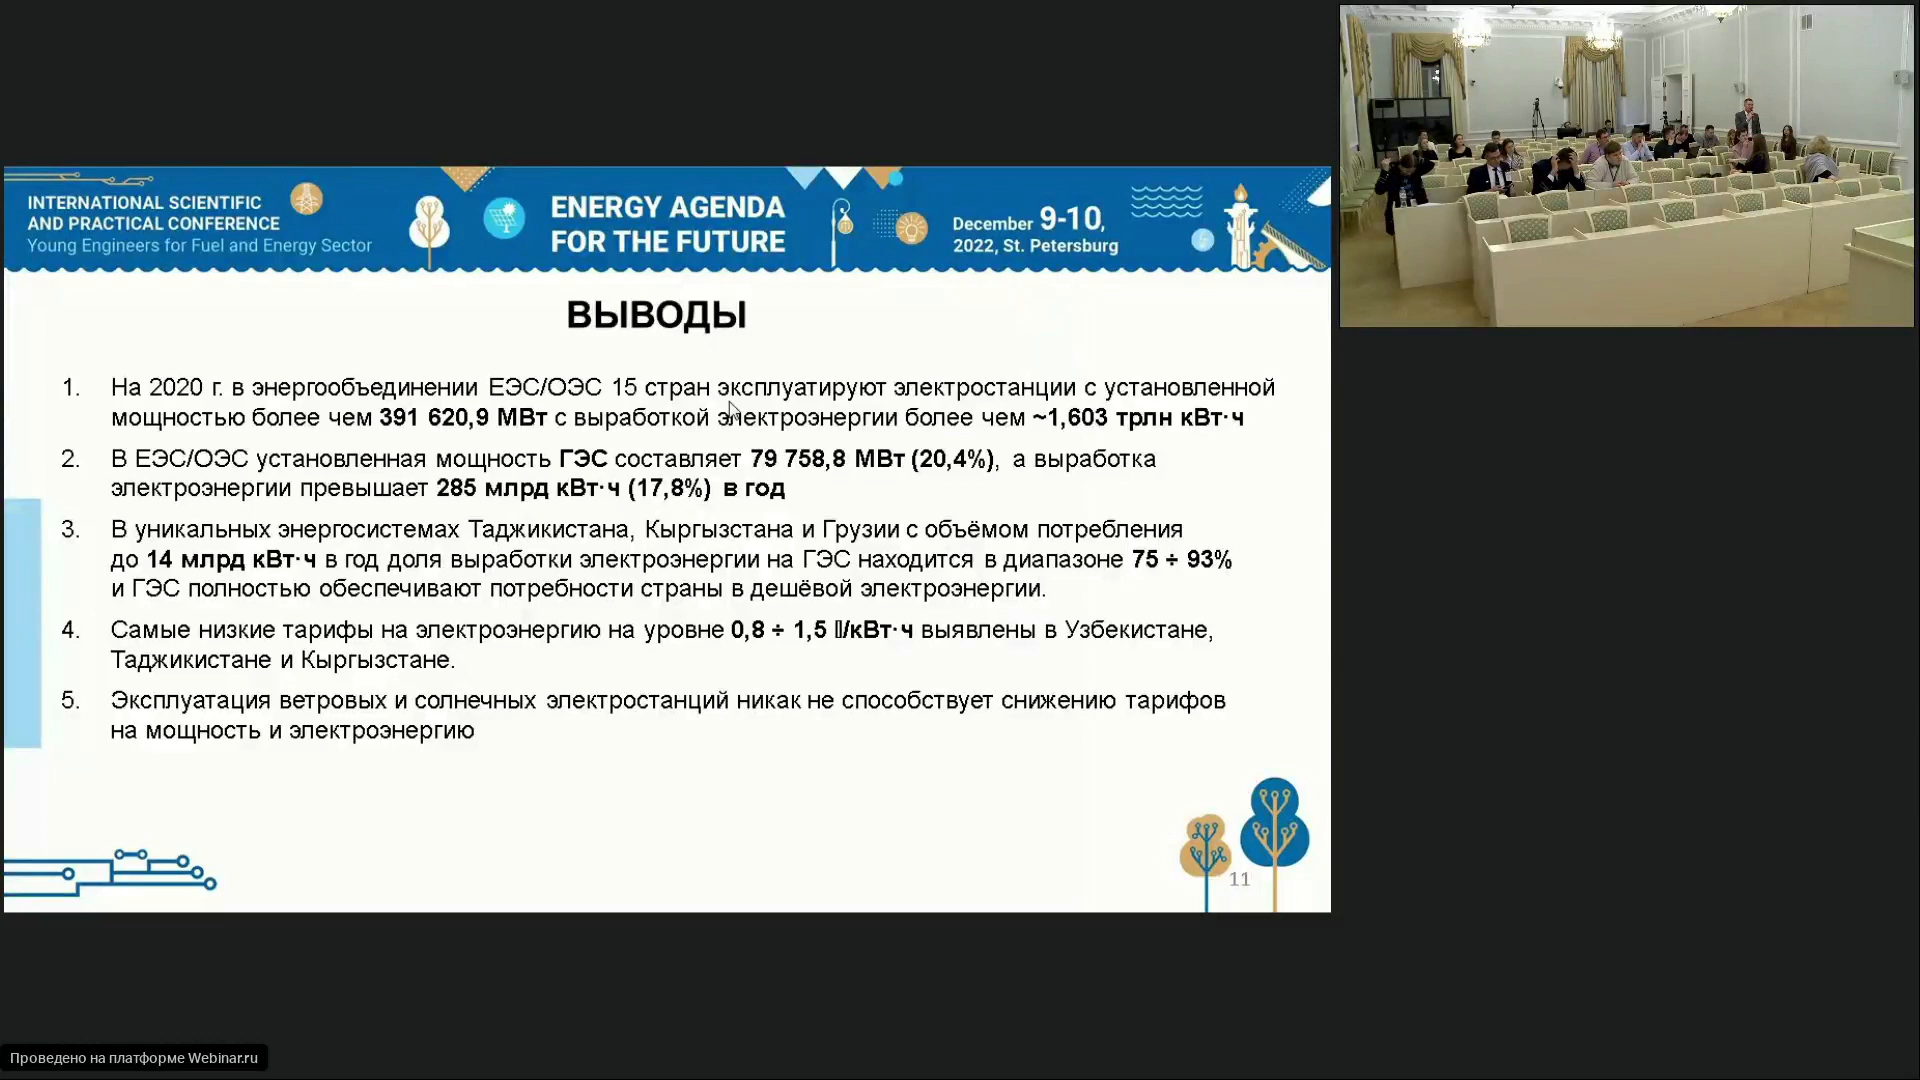 INTERNATIONAL SCIENTIFIC
AND PRACTICAL CONFERENCE
Young Engineers for Fuel and Energy Sector
ENERGY AGENDA
FOR THE FUTURE
December 9-10,
2022, St. Petersburg
ВЫВОДЫ
1. На 2020 г. в энергообъединении ЕЭС/ОЭС 15 стран эксплуатируют электростанции с установленной
мощностью более чем 391 620,9 МВт с выработкой электроэнергии более чем ~1,603 трлн кВт·ч
2. В ЕЭС/ОЭС установленная мощность ГЭС составляет 79 758,8 МВт (20,4%), а выработка
электроэнергии превышает 285 млрд кВт·ч (17,8%) в год
3. В уникальных энергосистемах Таджикистана, Кыргызстана и Грузии с объёмом потребления
до 14 млрд кВт·ч в год доля выработки электроэнергии на ГЭС находится в диапазоне 75 ÷ 93%
и ГЭС полностью обеспечивают потребности страны в дешёвой электроэнергии.
4. Самые низкие тарифы на электроэнергию на уровне 0,8 ÷ 1,5 ▯/кВт·ч выявлены в Узбекистане,
Таджикистане и Кыргызстане.
5. Эксплуатация ветровых и солнечных электростанций никак не способствует снижению тарифов
на мощность и электроэнергию
11
Проведено на платформе Webinar.ru